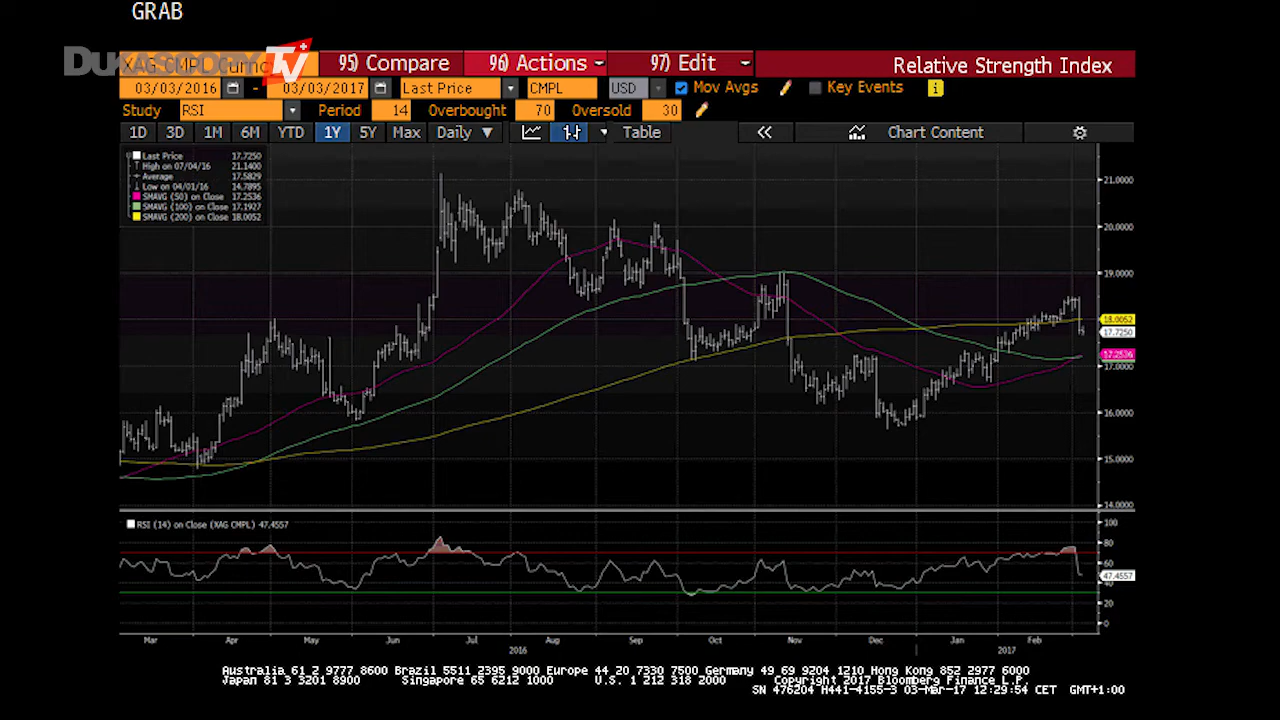 GRAB
DUKASCOPY TV
XAG CMPL Curnc
95) Compare
96) Actions
97) Edit
Relative Strength Index
03/03/2016 - 03/03/2017 Last Price CMPL USD Mov Avgs Key Events i
Study RSI Period 14 Overbought 70 Oversold 30
1D 3D 1M 6M YTD 1Y 5Y Max Daily ▼ Table « Chart Content
Last Price 17.7250
High on 07/04/16 21.1400
Average 17.5829
Low on 04/01/16 14.7895
SMAVG (50) on Close 17.2536
SMAVG (100) on Close 17.1927
SMAVG (200) on Close 18.0052
21.0000
20.0000
19.0000
18.0052
17.7250
17.2536
17.0000
16.0000
15.0000
14.0000
RSI (14) on Close (XAG CMPL) 47.4557
100
80
60
47.4557
40
20
0
Mar Apr May Jun Jul Aug Sep Oct Nov Dec Jan Feb
2016 2017
Australia 61 2 9777 8600 Brazil 5511 2395 9000 Europe 44 20 7330 7500 Germany 49 69 9204 1210 Hong Kong 852 2977 6000
Japan 81 3 3201 8900 Singapore 65 6212 1000 U.S. 1 212 318 2000 Copyright 2017 Bloomberg Finance L.P.
SN 476204 H441-4155-3 03-Mar-17 12:29:54 CET GMT+1:00